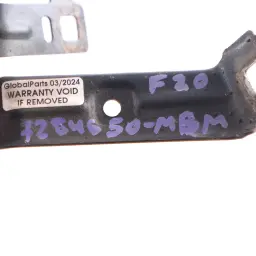 GlobalParts 03/2024
WARRANTY VOID
IF REMOVED
F20
7284650-MBM